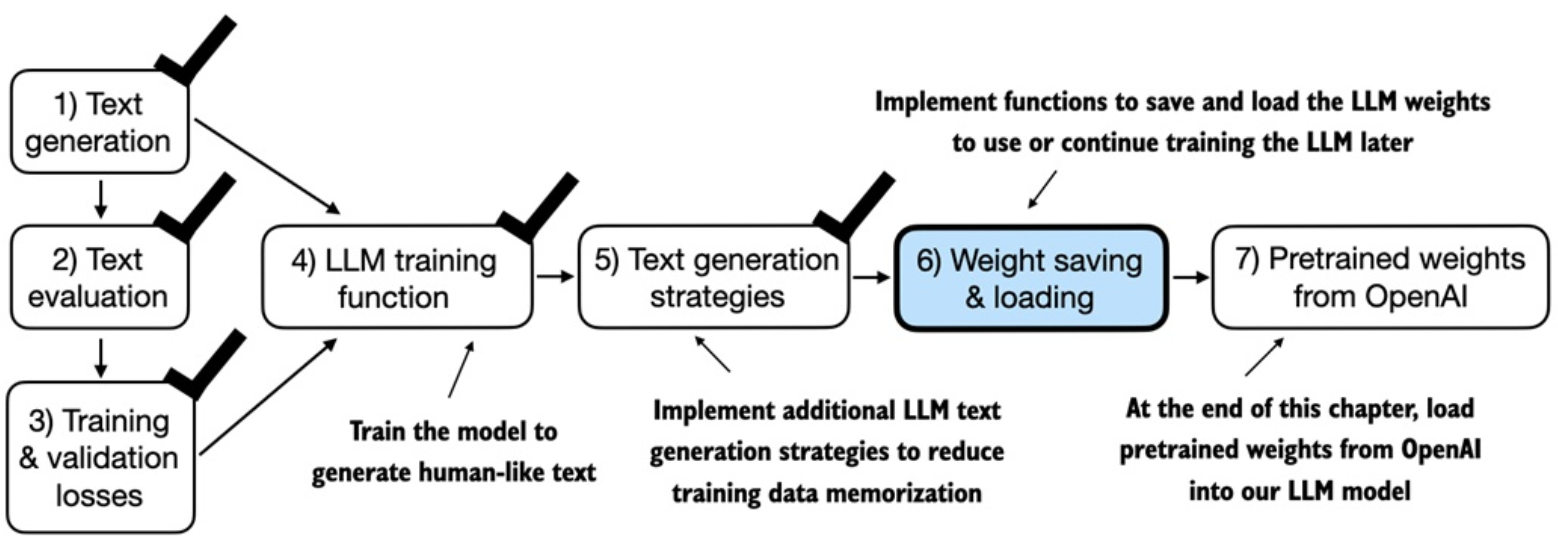 1) Text
generation
2) Text
evaluation
3) Training
& validation
losses
4) LLM training
function
Train the model to
generate human-like text
5) Text generation
strategies
Implement additional LLM text
generation strategies to reduce
training data memorization
Implement functions to save and load the LLM weights
to use or continue training the LLM later
6) Weight saving
& loading
7) Pretrained weights
from OpenAI
At the end of this chapter, load
pretrained weights from OpenAI
into our LLM model